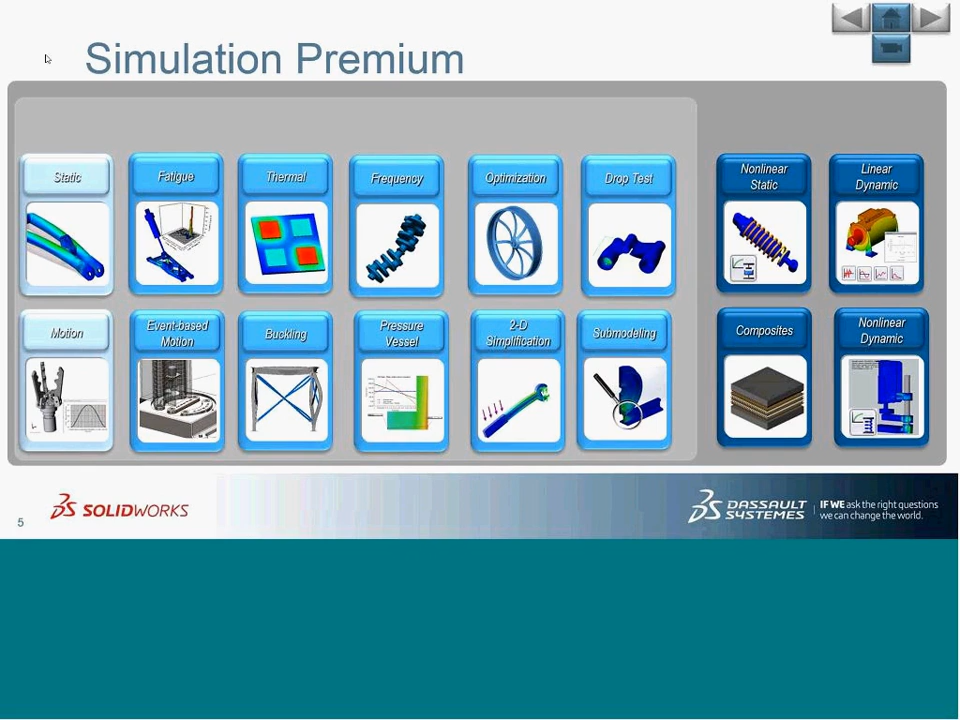 Simulation Premium
Static
Fatigue
Thermal
Frequency
Optimization
Drop Test
Nonlinear
Static
Linear
Dynamic
Motion
Event-based
Motion
Buckling
Pressure
Vessel
2-D
Simplification
Submodeling
Composites
Nonlinear
Dynamic
5
SOLIDWORKS
DASSAULT
SYSTEMES
IF WE ask the right questions
we can change the world.